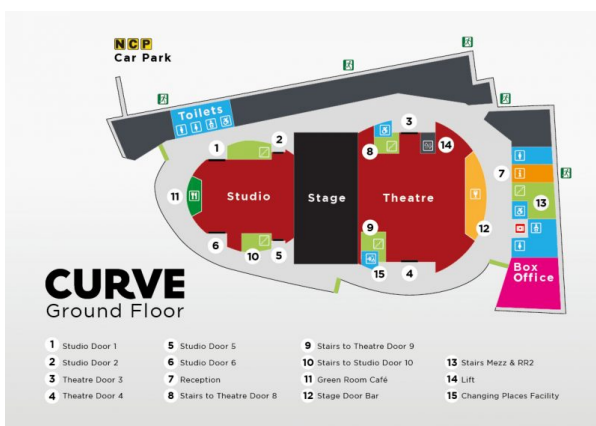 NCP
Car Park
Toilets
1
2
3
8
14
7
11
Studio
Stage
Theatre
13
9
12
6
10
5
15
4
Box
Office
CURVE
Ground Floor
1 Studio Door 1
2 Studio Door 2
3 Theatre Door 3
4 Theatre Door 4
5 Studio Door 5
6 Studio Door 6
7 Reception
8 Stairs to Theatre Door 8
9 Stairs to Theatre Door 9
10 Stairs to Studio Door 10
11 Green Room Café
12 Stage Door Bar
13 Stairs Mezz & RR2
14 Lift
15 Changing Places Facility